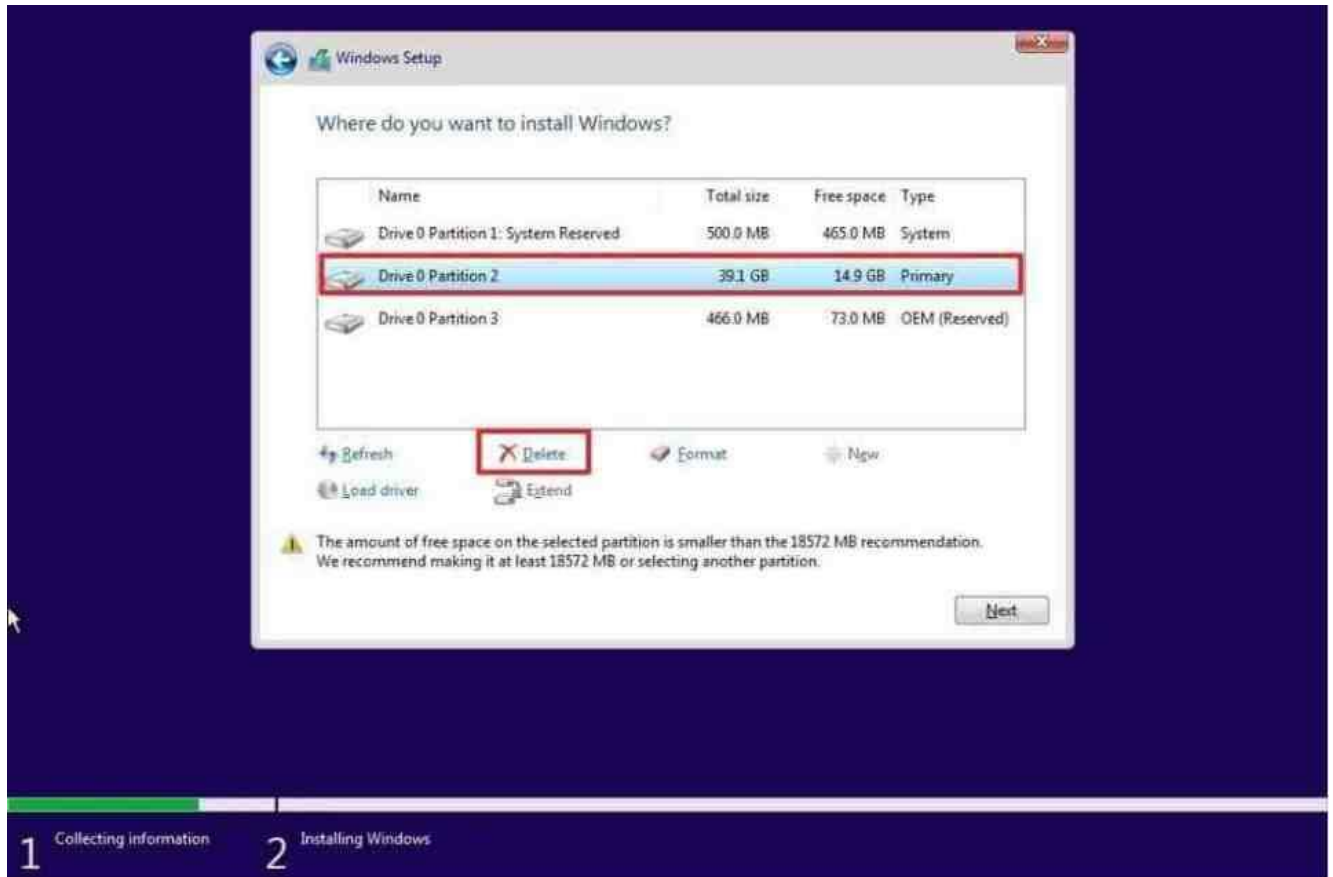 Windows Setup
Where do you want to install Windows?
Name Total size Free space Type
Drive 0 Partition 1: System Reserved 500.0 MB 465.0 MB System
Drive 0 Partition 2 39.1 GB 14.9 GB Primary
Drive 0 Partition 3 466.0 MB 73.0 MB OEM (Reserved)
Refresh Delete Format New
Load driver Extend
The amount of free space on the selected partition is smaller than the 18572 MB recommendation.
We recommend making it at least 18572 MB or selecting another partition.
Next
1 Collecting information 2 Installing Windows